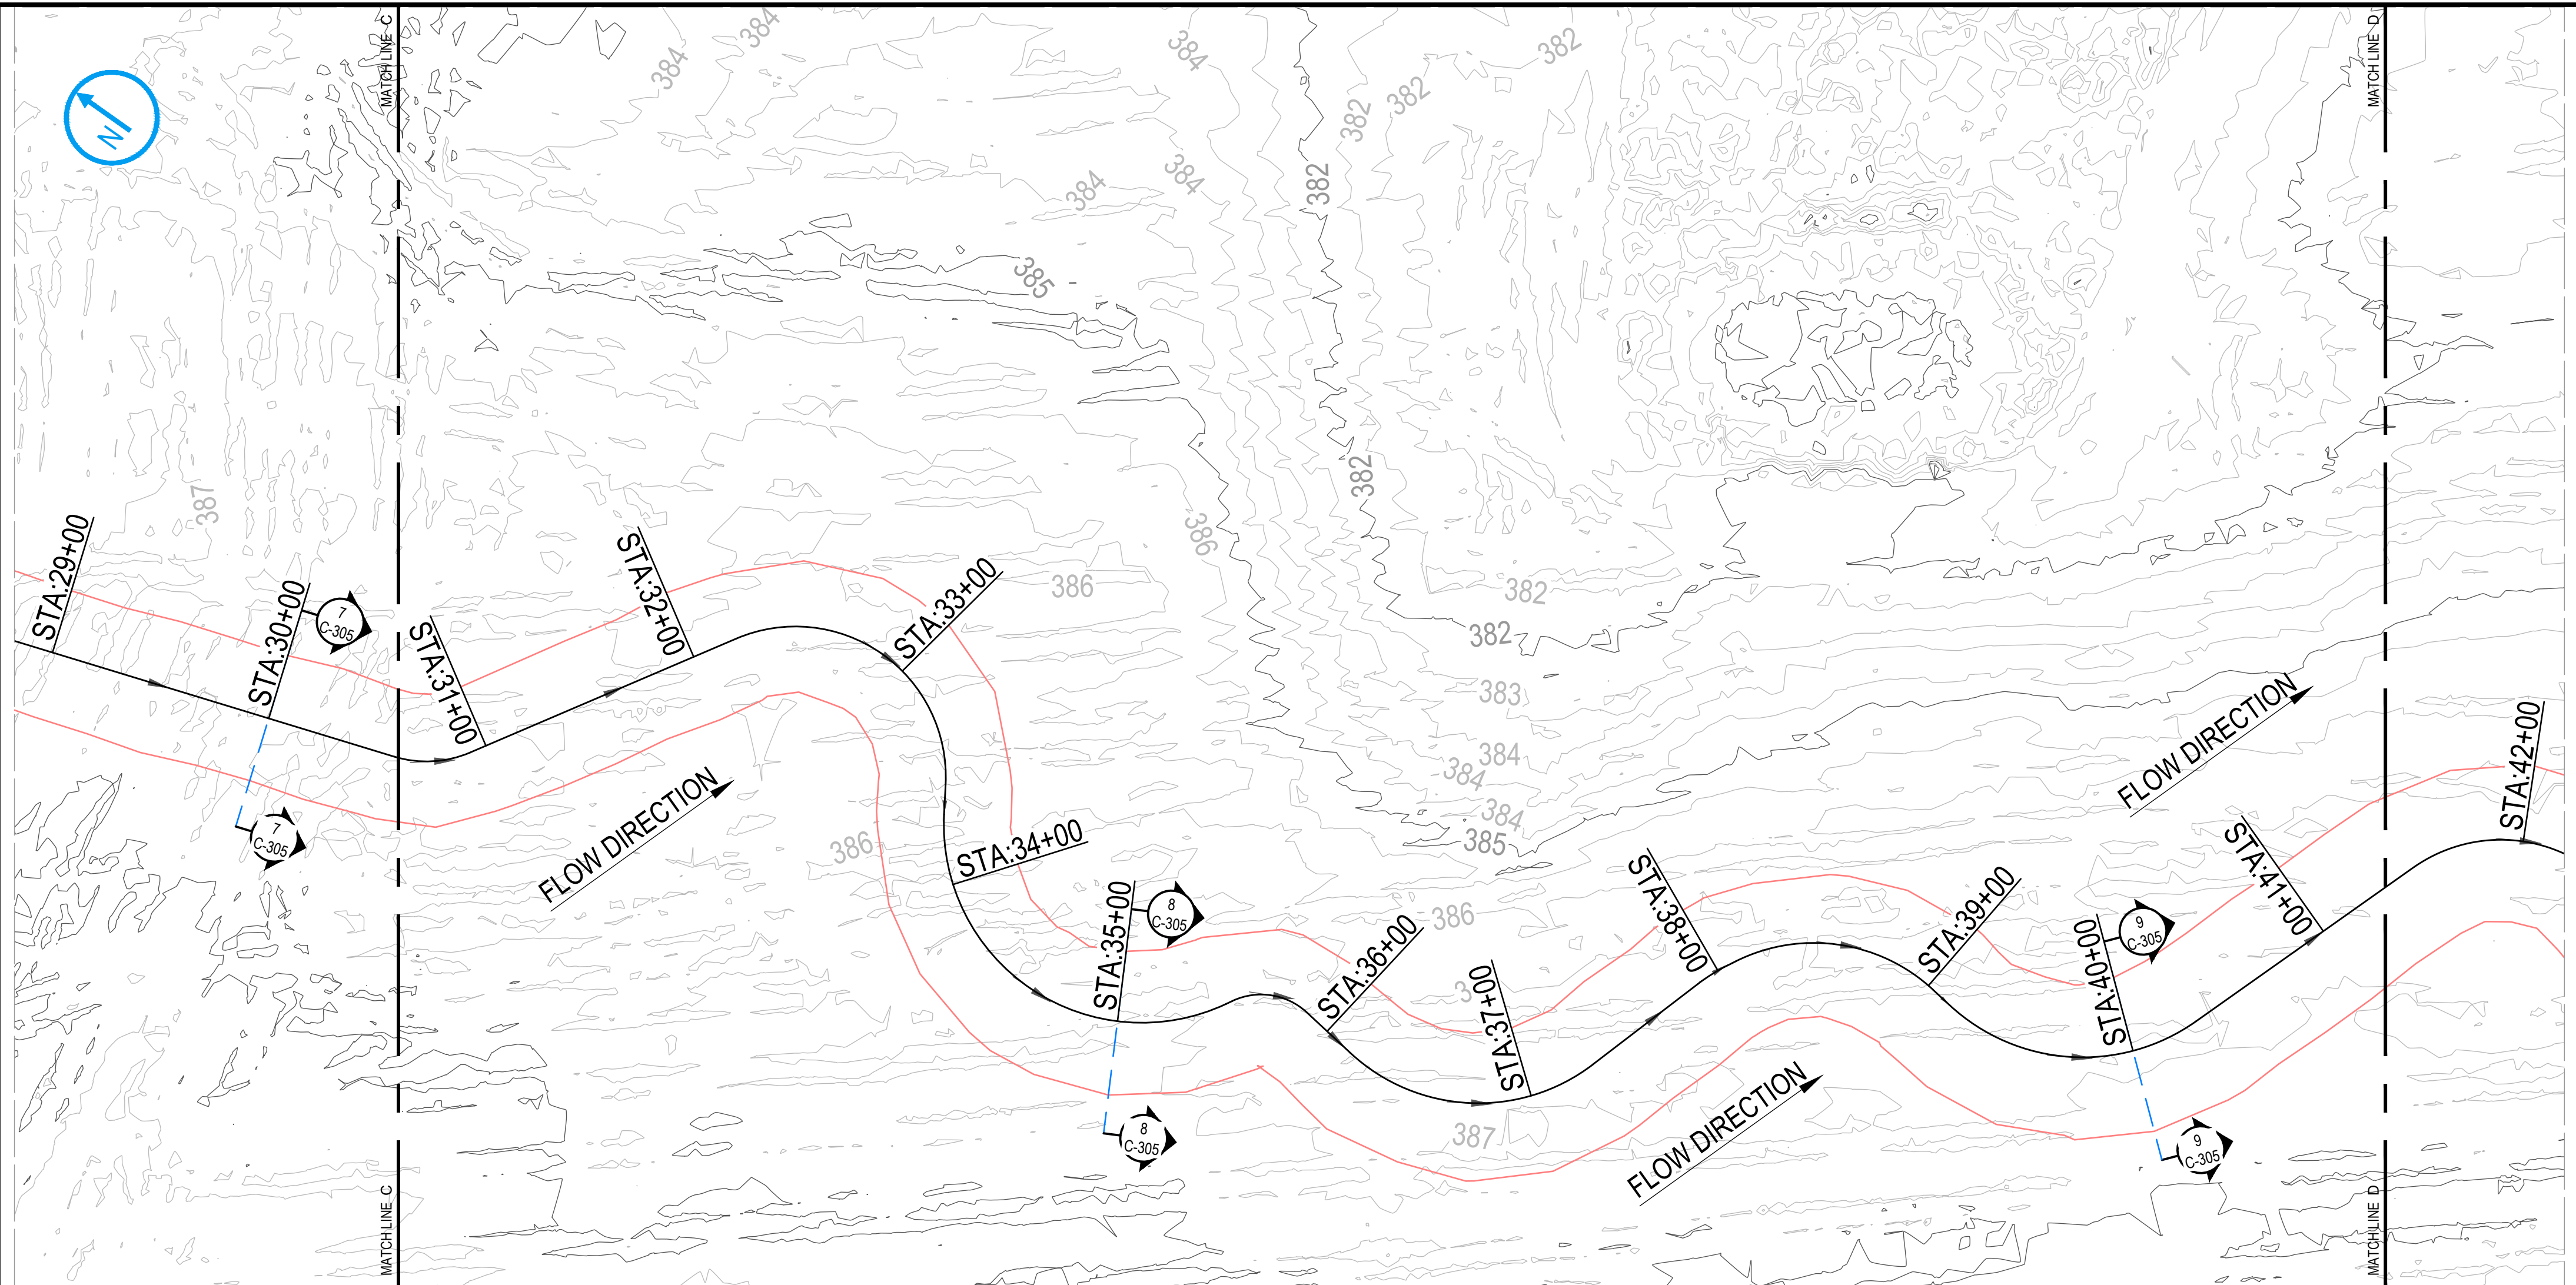 MATCH LINE C
MATCH LINE D
N
384
384
384
382
382
382
384
384
382
385
382
387
386
STA:29+00
STA:30+00
7
C-305
STA:31+00
STA:32+00
STA:33+00
386
382
382
383
384
384
384
385
FLOW DIRECTION
FLOW DIRECTION
STA:42+00
7
C-305
386
STA:34+00
STA:35+00
8
C-305
STA:36+00
386
STA:37+00
STA:38+00
STA:39+00
STA:40+00
9
C-305
STA:41+00
8
C-305
387
FLOW DIRECTION
9
C-305
MATCH LINE C
MATCH LINE D